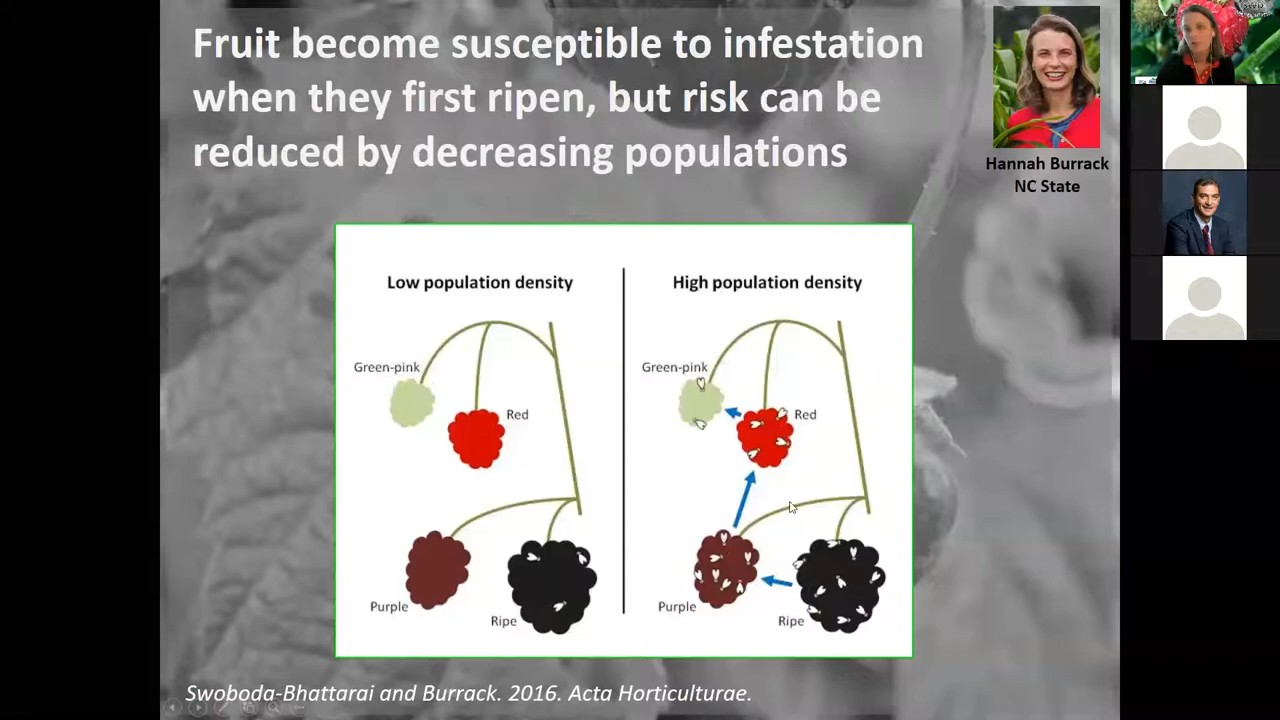 Fruit become susceptible to infestation
when they first ripen, but risk can be
reduced by decreasing populations
Hannah Burrack
NC State
Low population density
High population density
Green-pink
Red
Purple
Ripe
Green-pink
Red
Purple
Ripe
Swoboda-Bhattarai and Burrack. 2016. Acta Horticulturae.